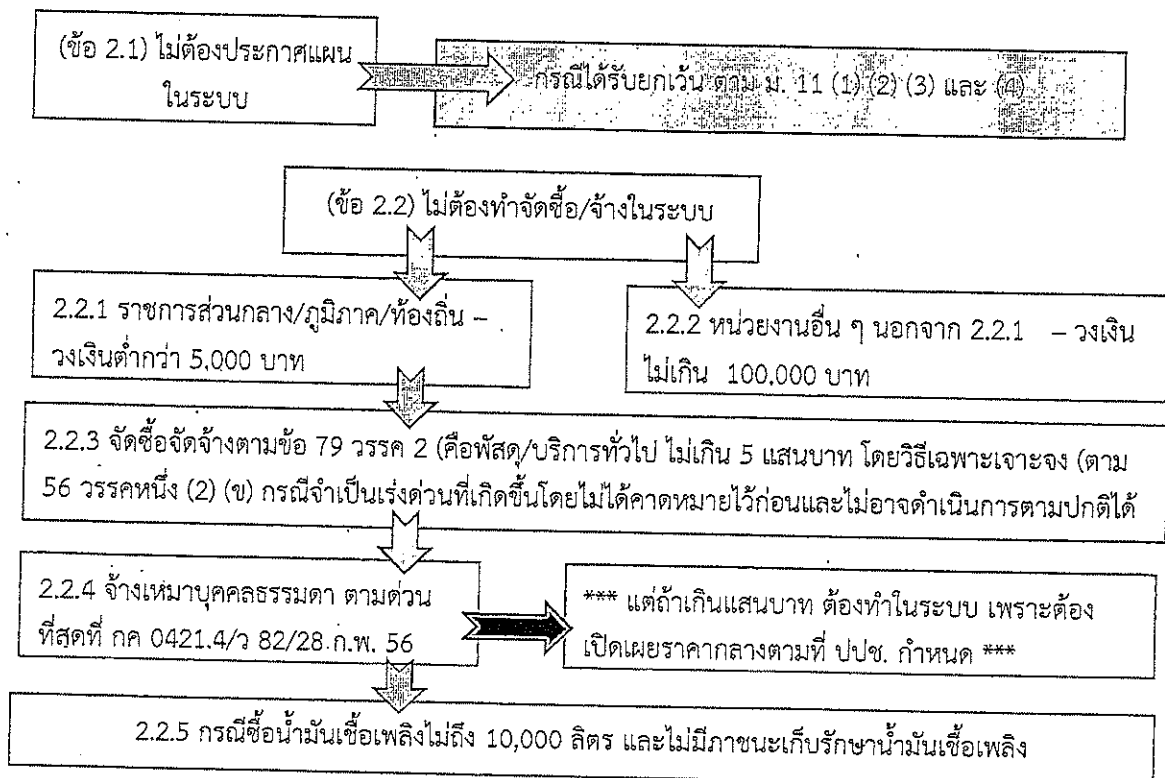 (ข้อ 2.1) ไม่ต้องประกาศแผน
ในระบบ
กรณีได้รับยกเว้น ตาม ม. 11 (1) (2) (3) และ (4)
(ข้อ 2.2) ไม่ต้องทำจัดซื้อ/จ้างในระบบ
2.2.1 ราชการส่วนกลาง/ภูมิภาค/ท้องถิ่น –
วงเงินต่ำกว่า 5,000 บาท
2.2.2 หน่วยงานอื่น ๆ นอกจาก 2.2.1 – วงเงิน
ไม่เกิน 100,000 บาท
2.2.3 จัดซื้อจัดจ้างตามข้อ 79 วรรค 2 (คือพัสดุ/บริการทั่วไป ไม่เกิน 5 แสนบาท โดยวิธีเฉพาะเจาะจง (ตาม
56 วรรคหนึ่ง (2) (ข) กรณีจำเป็นเร่งด่วนที่เกิดขึ้นโดยไม่ได้คาดหมายไว้ก่อนและไม่อาจดำเนินการตามปกติได้
2.2.4 จ้างเหมาบุคคลธรรมดา ตามด่วน
ที่สุดที่ กค 0421.4/ว 82/28 ก.พ. 56
*** แต่ถ้าเกินแสนบาท ต้องทำในระบบ เพราะต้อง
เปิดเผยราคากลางตามที่ ปปช. กำหนด ***
2.2.5 กรณีซื้อน้ำมันเชื้อเพลิงไม่ถึง 10,000 ลิตร และไม่มีภาชนะเก็บรักษาน้ำมันเชื้อเพลิง